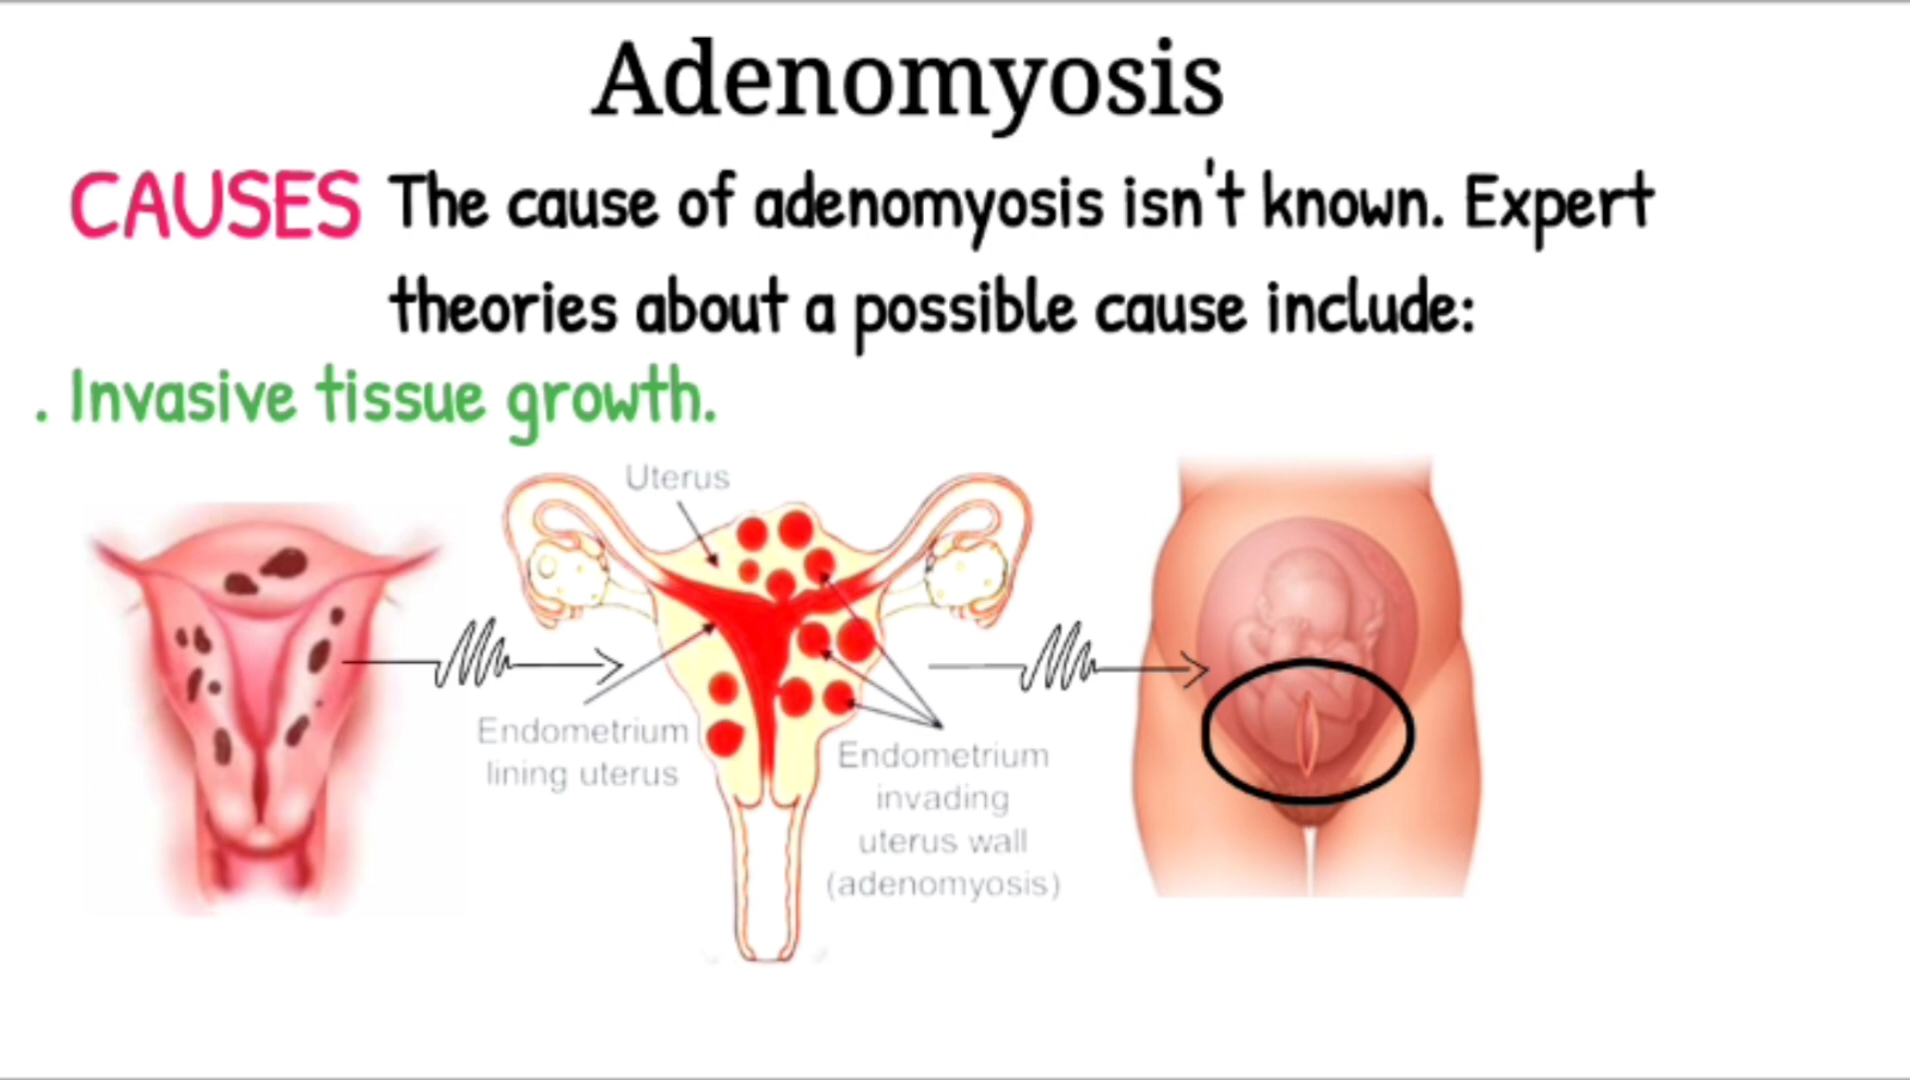 Adenomyosis
CAUSES The cause of adenomyosis isn't known. Expert
theories about a possible cause include:
. Invasive tissue growth.
Uterus
Endometrium
lining uterus
Endometrium
invading
uterus wall
(adenomyosis)